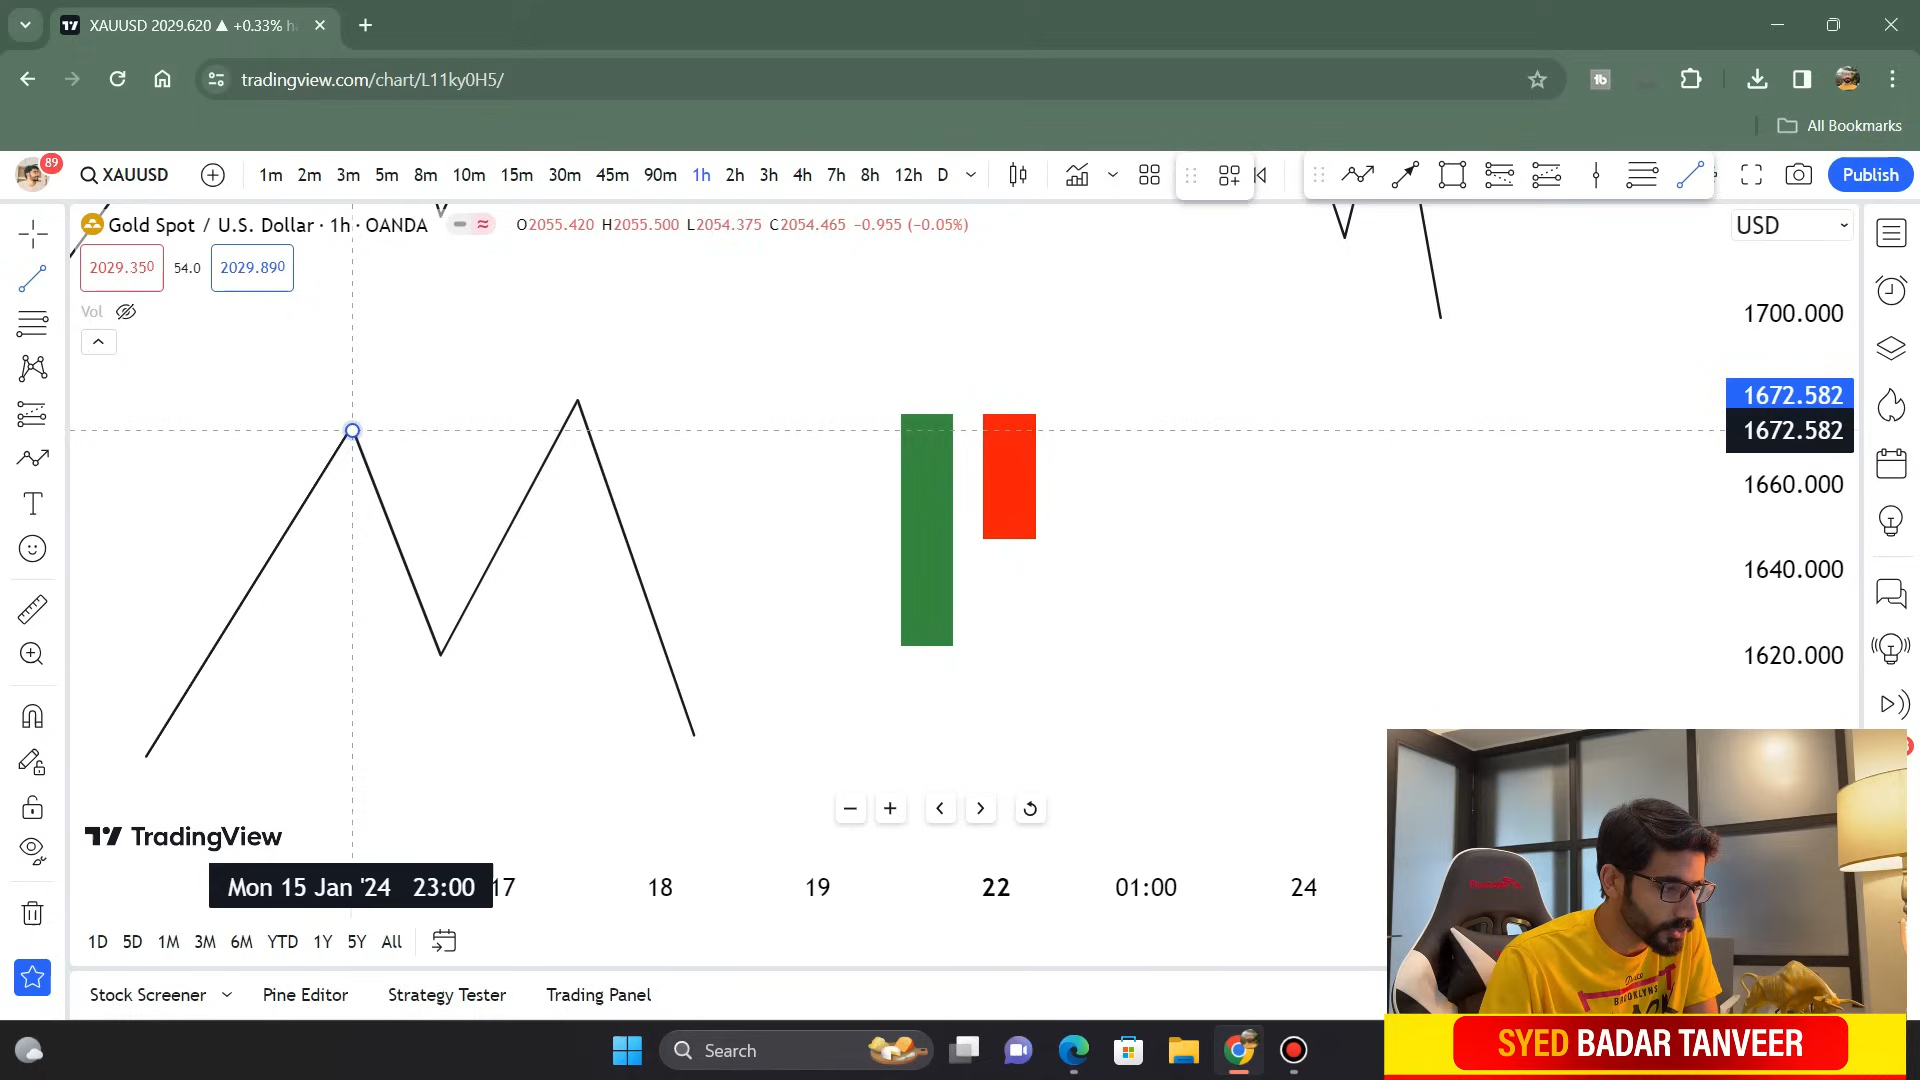 XAUUSD 2029.620 ▲ +0.33%
tradingview.com/chart/L11ky0H5/
All Bookmarks
89
XAUUSD
1m 2m 3m 5m 8m 10m 15m 30m 45m 90m 1h 2h 3h 4h 7h 8h 12h D
Publish
Gold Spot / U.S. Dollar · 1h · OANDA
O2055.420 H2055.500 L2054.375 C2054.465 −0.955 (−0.05%)
USD
2029.350
54.0
2029.890
Vol
1700.000
1672.582
1672.582
1660.000
1640.000
1620.000
TradingView
Mon 15 Jan '24 23:00
17
18
19
22
01:00
24
1D 5D 1M 3M 6M YTD 1Y 5Y All
Stock Screener
Pine Editor
Strategy Tester
Trading Panel
BROOKLYNS
Search
SYED BADAR TANVEER